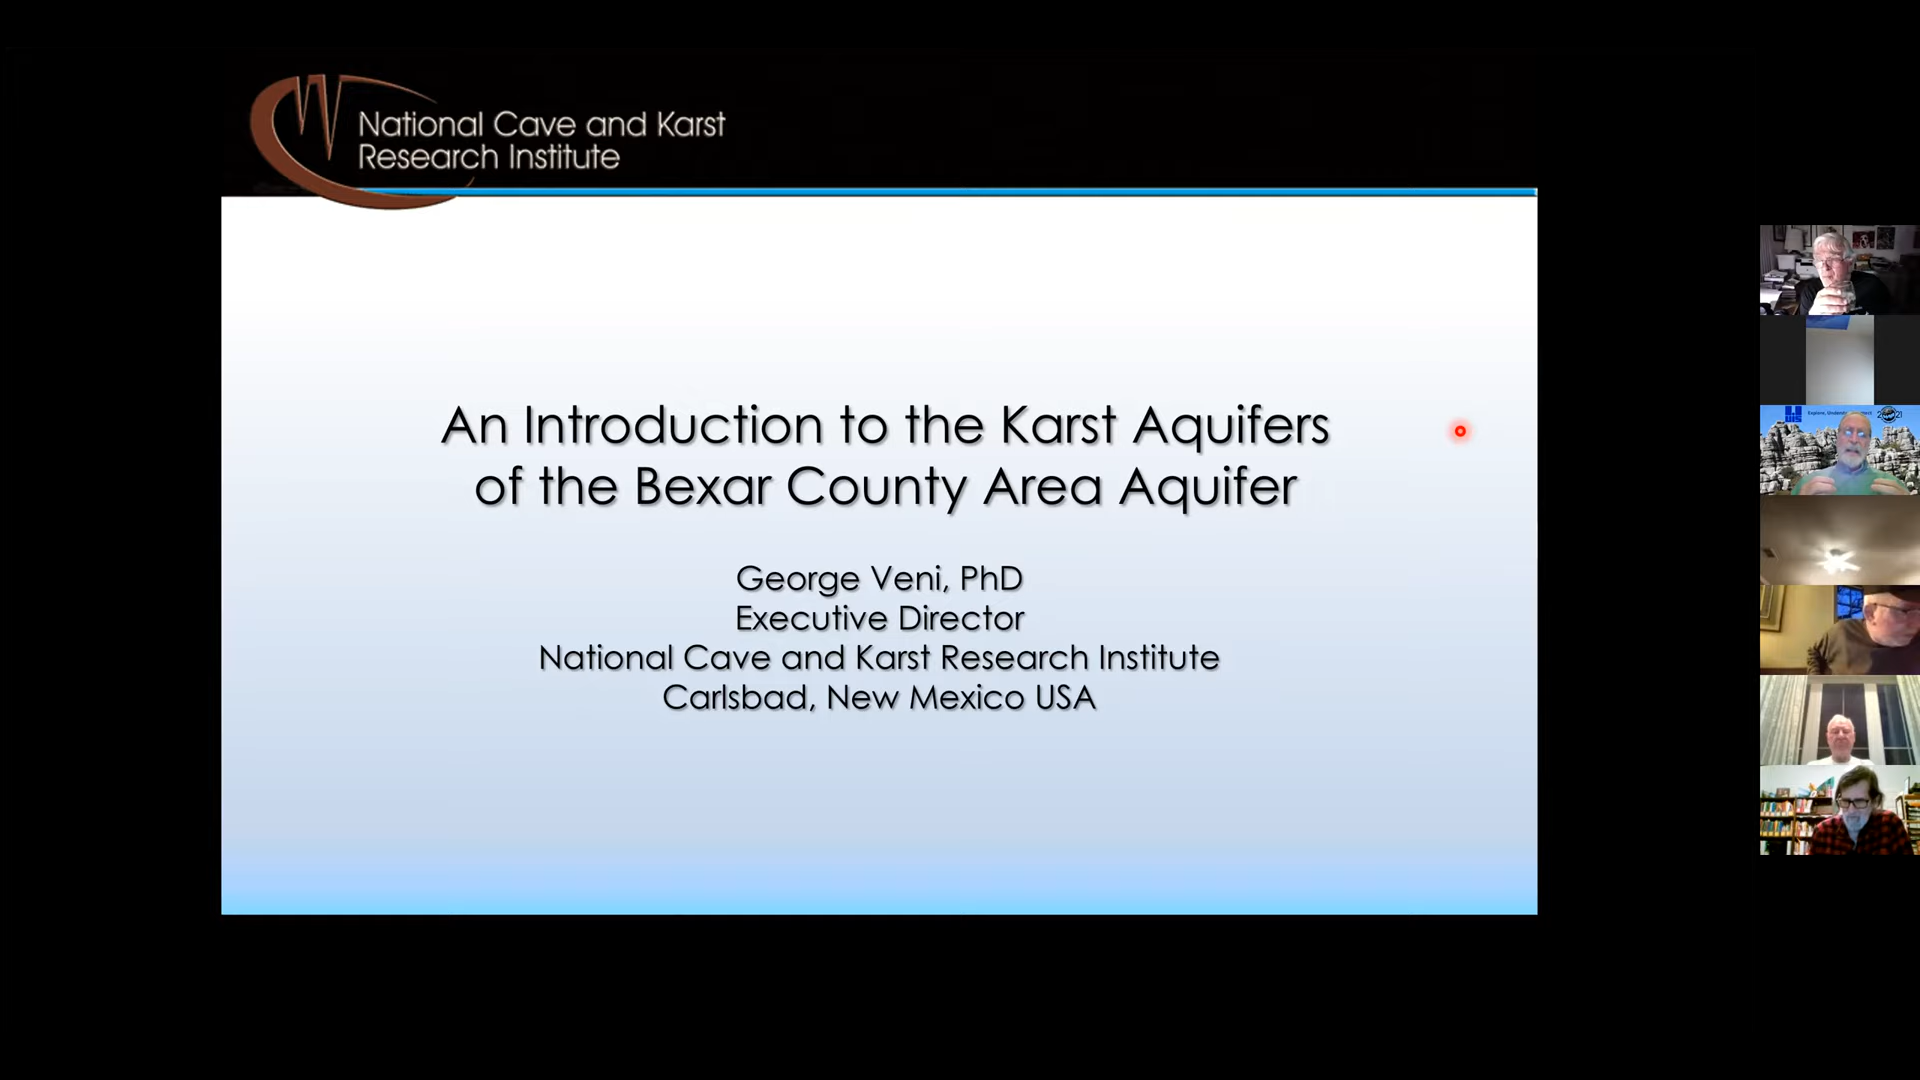 National Cave and Karst
Research Institute
An Introduction to the Karst Aquifers
of the Bexar County Area Aquifer
George Veni, PhD
Executive Director
National Cave and Karst Research Institute
Carlsbad, New Mexico USA